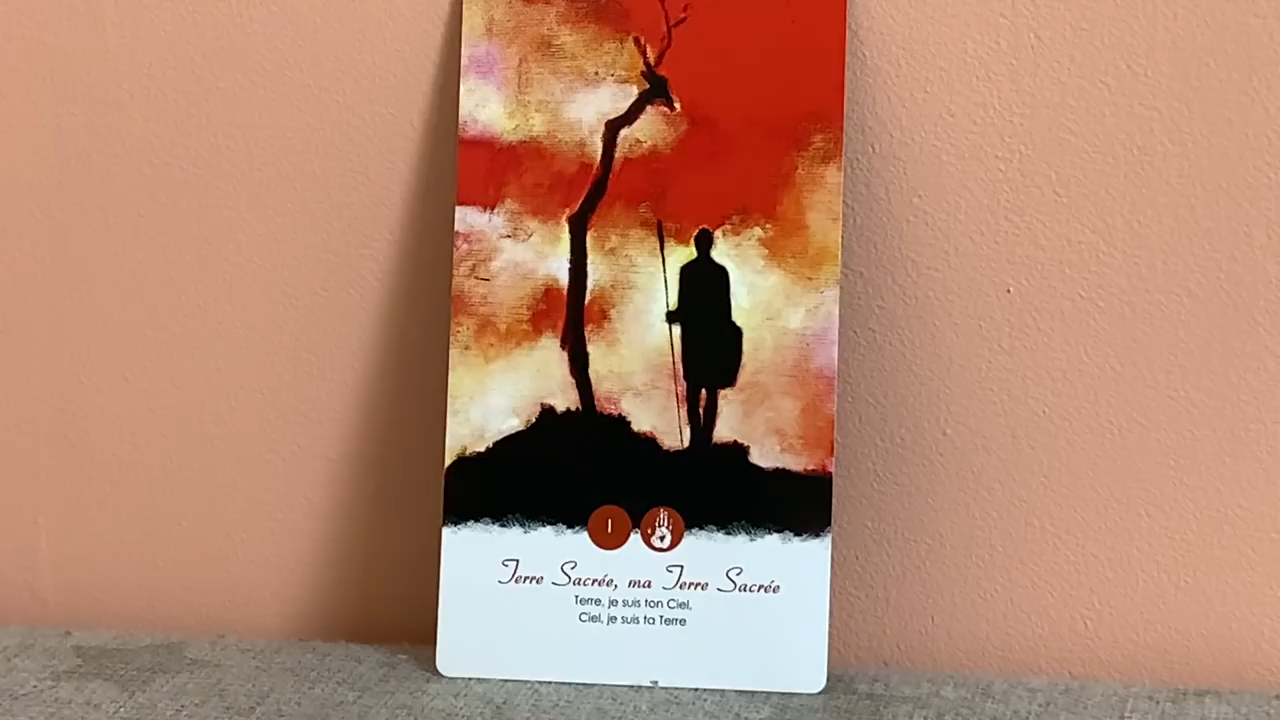 I
Terre Sacrée, ma Terre Sacrée
Terre, je suis ton Ciel,
Ciel, je suis ta Terre